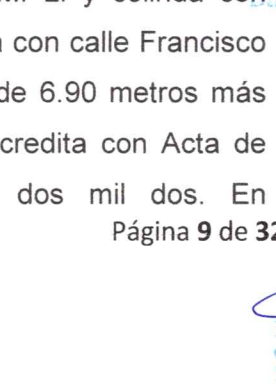 y colinda
con calle Francisco
de 6.90 metros más
credita con Acta de
dos mil dos. En
Página 9 de 32